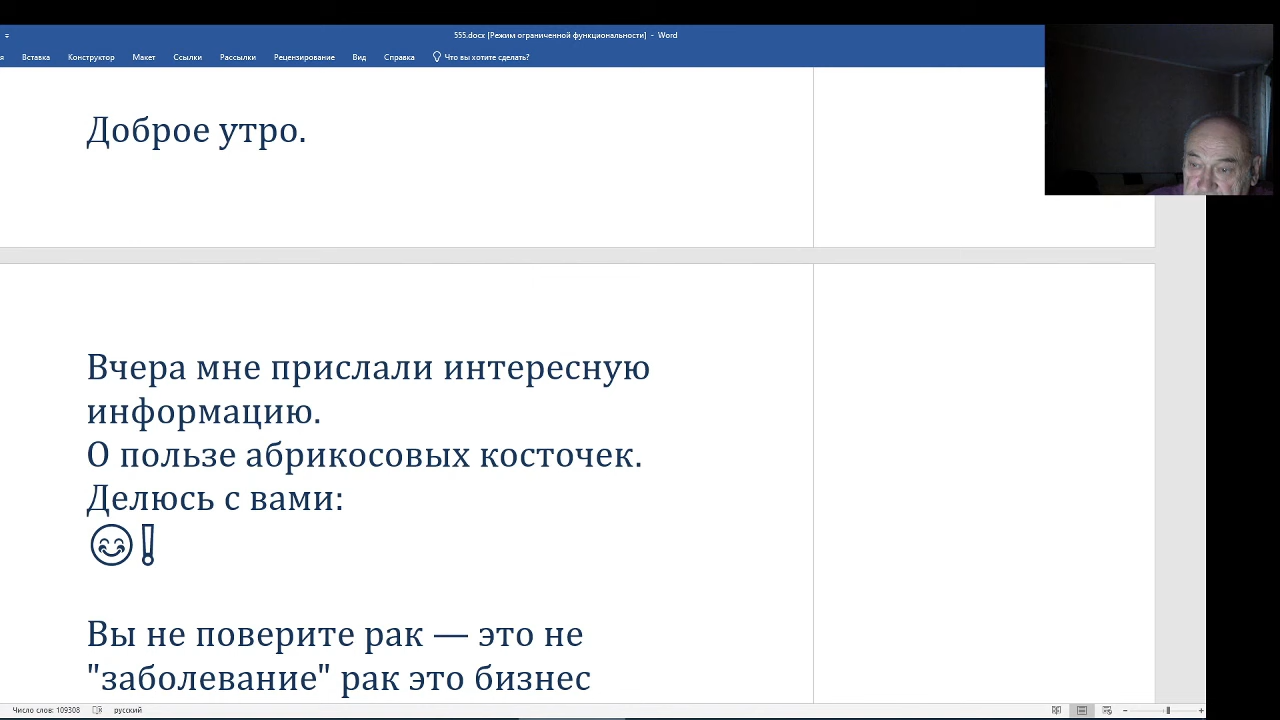 555.docx [Режим ограниченной функциональности] - Word
я Вставка Конструктор Макет Ссылки Рассылки Рецензирование Вид Справка Что вы хотите сделать?
Доброе утро.
Вчера мне прислали интересную
информацию.
О пользе абрикосовых косточек.
Делюсь с вами:
😊❗
Вы не поверите рак — это не
"заболевание" рак это бизнес
Число слов: 109308 русский